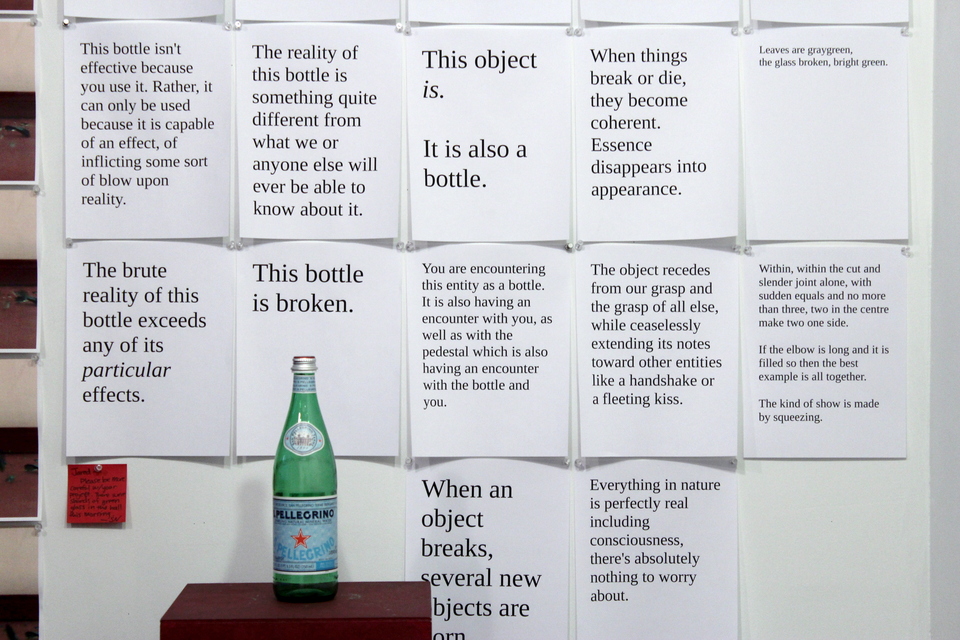 This bottle isn't
effective because
you use it. Rather, it
can only be used
because it is capable
of an effect, of
inflicting some sort
of blow upon
reality.
The reality of
this bottle is
something quite
different from
what we or
anyone else will
ever be able to
know about it.
This object
is.
It is also a
bottle.
When things
break or die,
they become
coherent.
Essence
disappears into
appearance.
Leaves are graygreen,
the glass broken, bright green.
The brute
reality of this
bottle exceeds
any of its
particular
effects.
This bottle
is broken.
You are encountering
this entity as a bottle.
It is also having an
encounter with you, as
well as with the
pedestal which is also
having an encounter
with the bottle and
you.
The object recedes
from our grasp and
the grasp of all else,
while ceaselessly
extending its notes
toward other entities
like a handshake or
a fleeting kiss.
Within, within the cut and
slender joint alone, with
sudden equals and no more
than three, two in the centre
make two one side.
If the elbow is long and it is
filled so then the best
example is all together.
The kind of show is made
by squeezing.
When an
object
breaks,
several new
bjects are
orn
Everything in nature
is perfectly real
including
consciousness,
there's absolutely
nothing to worry
about.
S.PELLEGRINO
S.PELLEGRINO